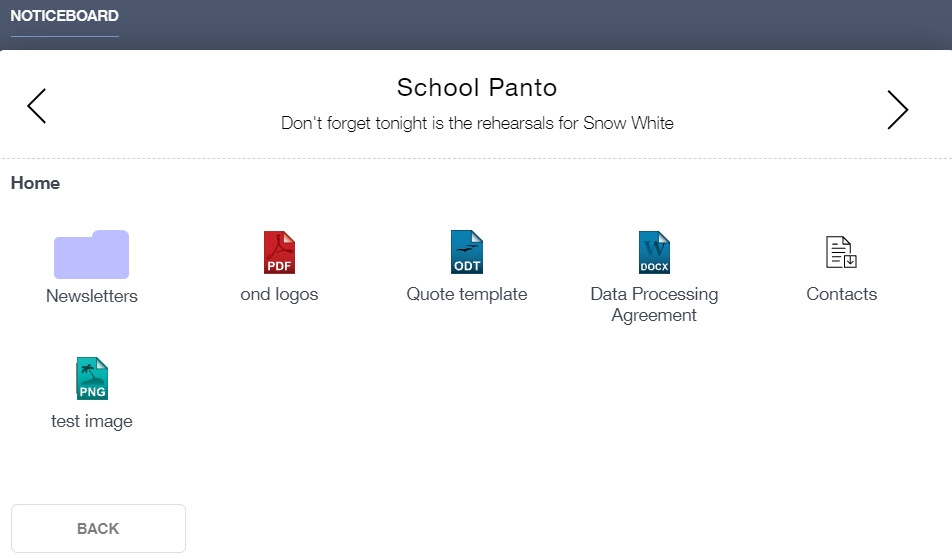 NOTICEBOARD
School Panto
Don't forget tonight is the rehearsals for Snow White
Home
Newsletters
PDF
ond logos
ODT
Quote template
W
DOCX
Data Processing
Agreement
Contacts
PNG
test image
BACK